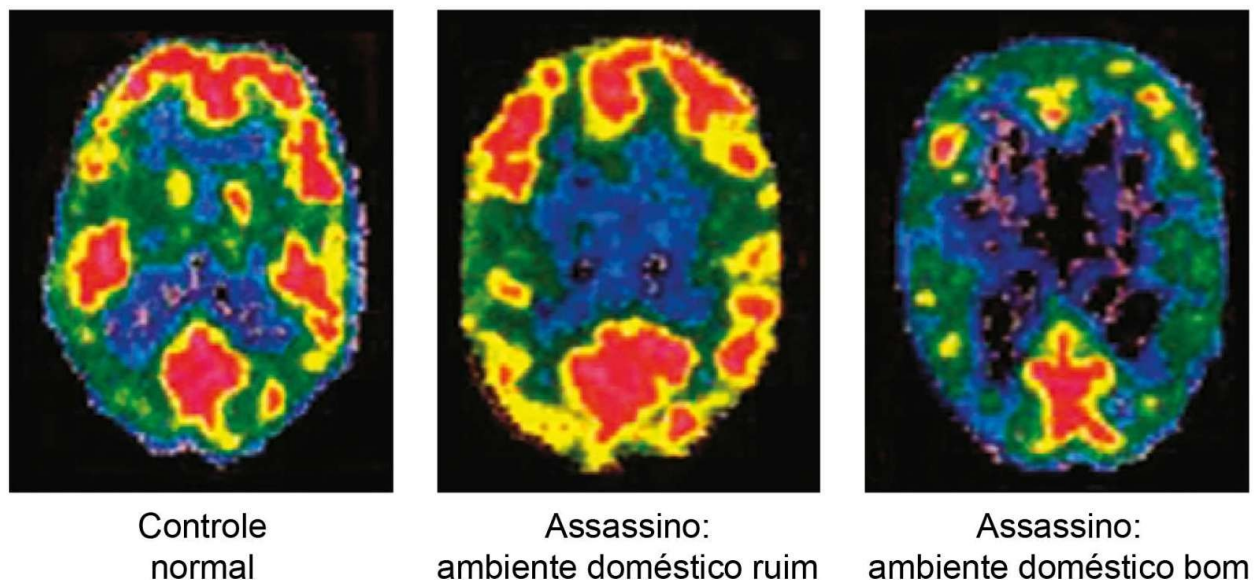 Controle
normal
Assassino:
ambiente doméstico ruim
Assassino:
ambiente doméstico bom